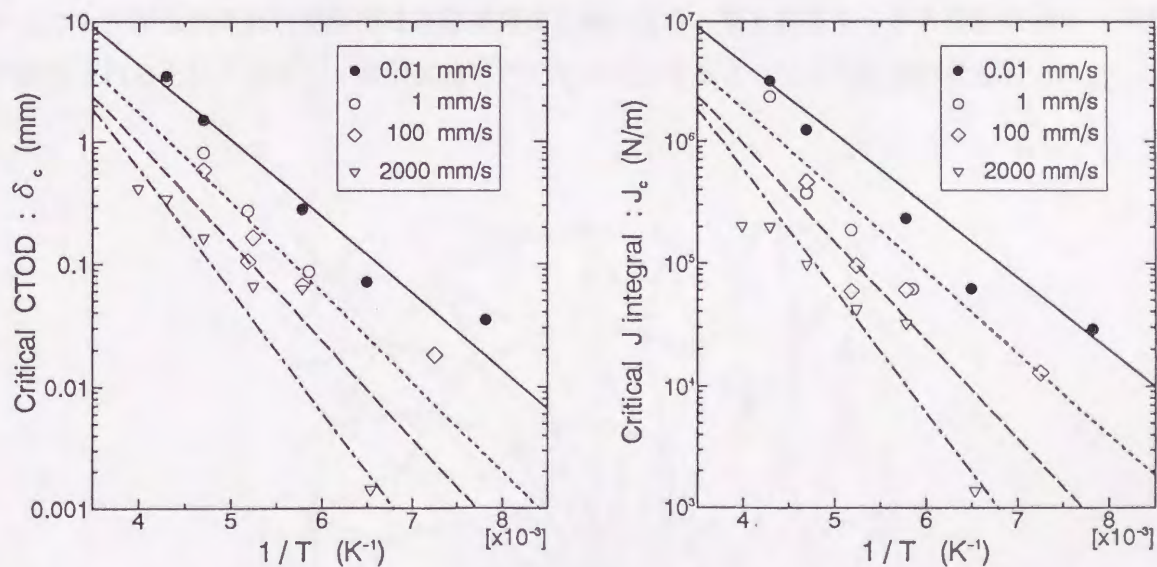 10
1
0.1
0.01
0.001
Critical CTOD : δc (mm)
● 0.01 mm/s
○ 1 mm/s
◇ 100 mm/s
▽ 2000 mm/s
4 5 6 7 8
1 / T (K⁻¹)
[x10⁻³]
10⁷
10⁶
10⁵
10⁴
10³
Critical J integral : Jc (N/m)
● 0.01 mm/s
○ 1 mm/s
◇ 100 mm/s
▽ 2000 mm/s
4 5 6 7 8
1 / T (K⁻¹)
[x10⁻³]